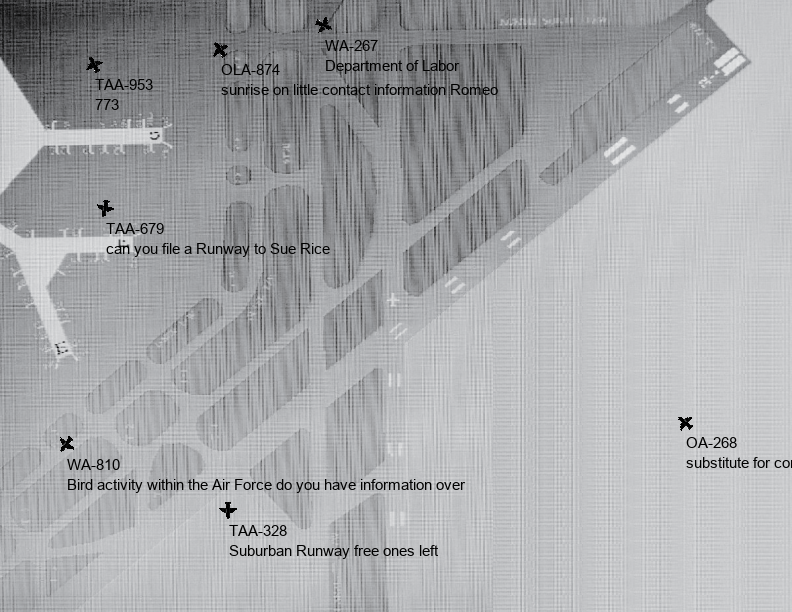 WA-267
Department of Labor
OLA-874
sunrise on little contact information Romeo
TAA-953
773
TAA-679
can you file a Runway to Sue Rice
OA-268
substitute for
WA-810
Bird activity within the Air Force do you have information over
TAA-328
Suburban Runway free ones left